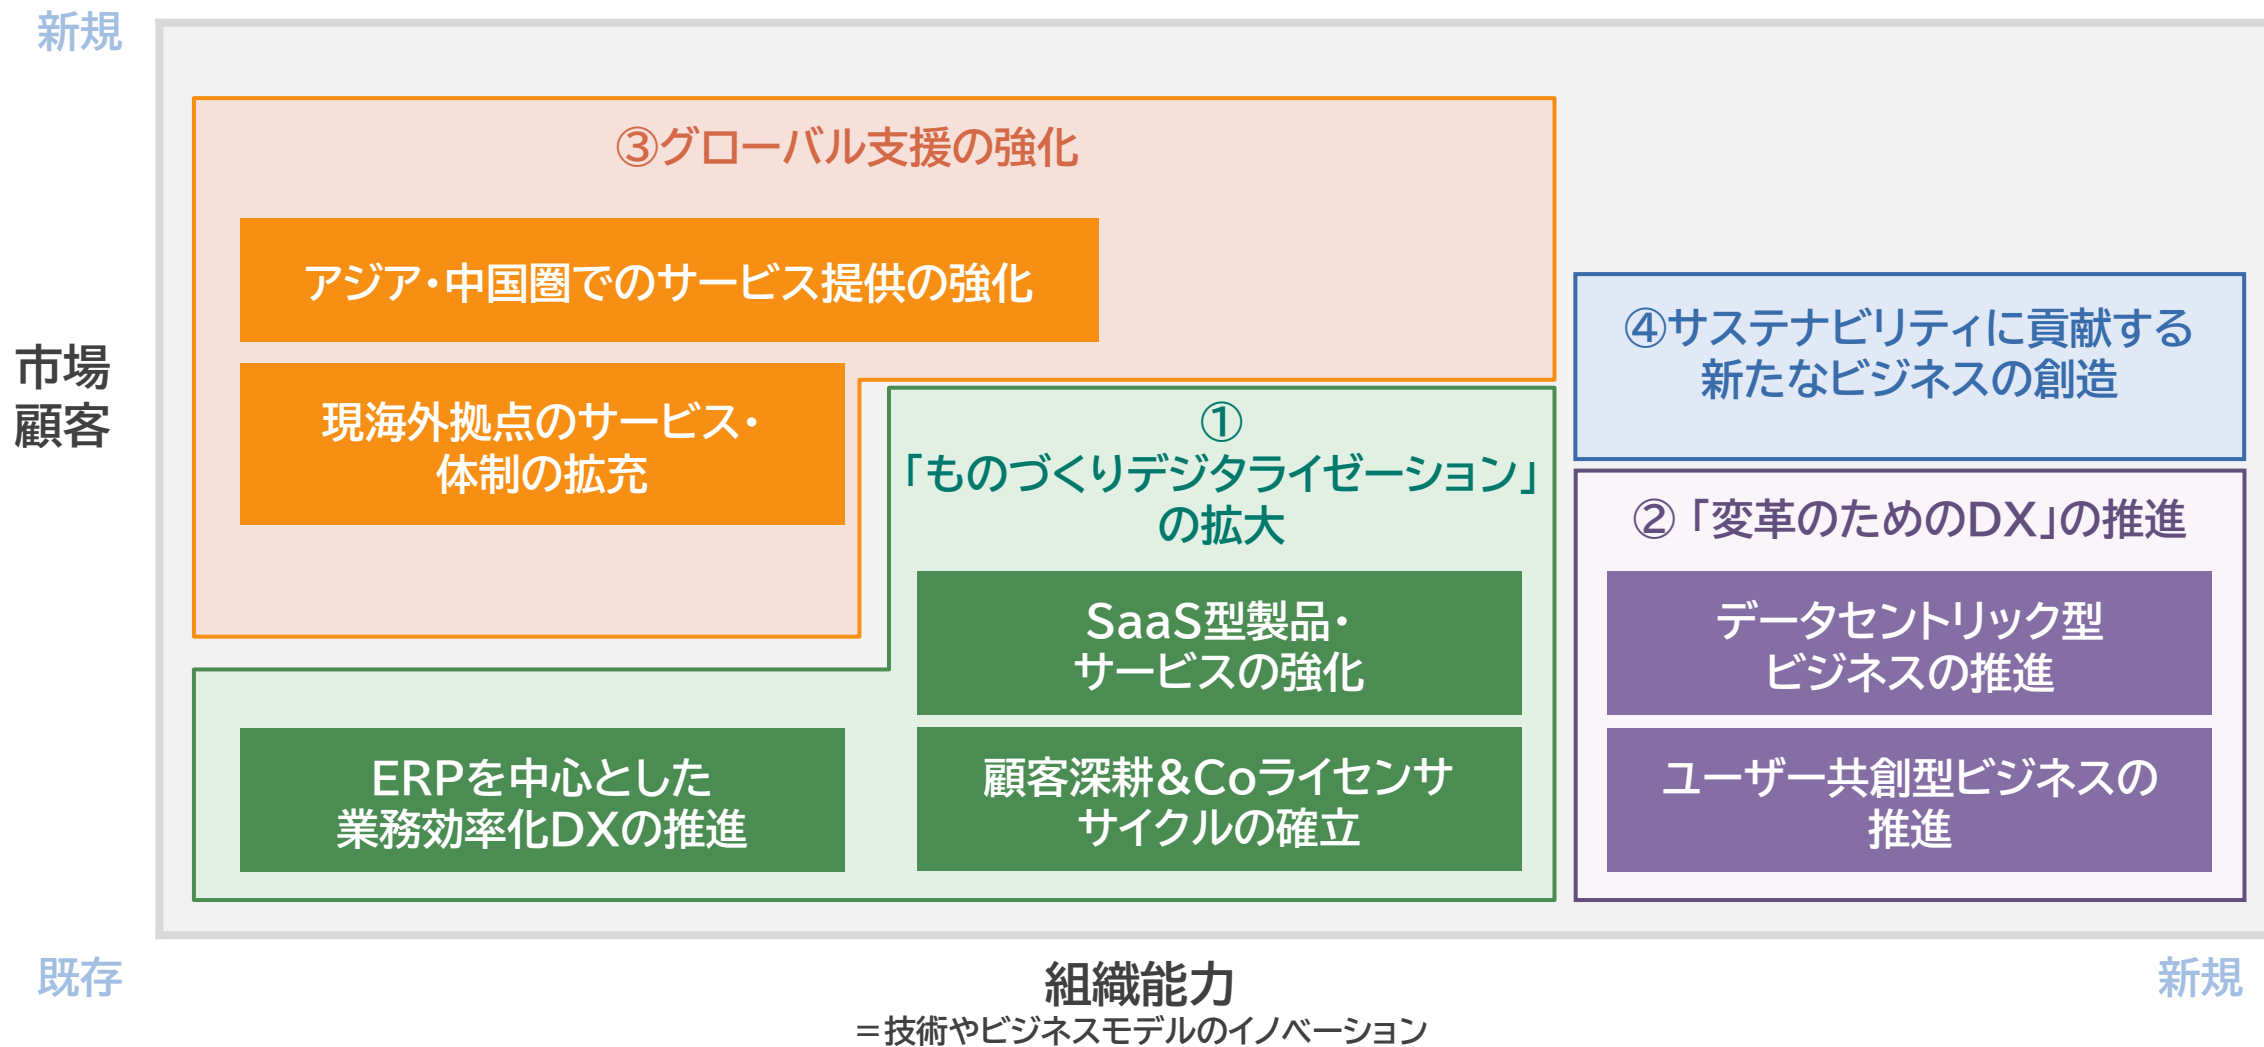 新規
③グローバル支援の強化
アジア・中国圏でのサービス提供の強化
現海外拠点のサービス・
体制の拡充
市場
顧客
①
「ものづくりデジタライゼーション」
の拡大
SaaS型製品・
サービスの強化
ERPを中心とした
業務効率化DXの推進
顧客深耕&Coライセンサ
サイクルの確立
④サステナビリティに貢献する
新たなビジネスの創造
②「変革のためのDX」の推進
データセントリック型
ビジネスの推進
ユーザー共創型ビジネスの
推進
既存
組織能力
＝技術やビジネスモデルのイノベーション
新規